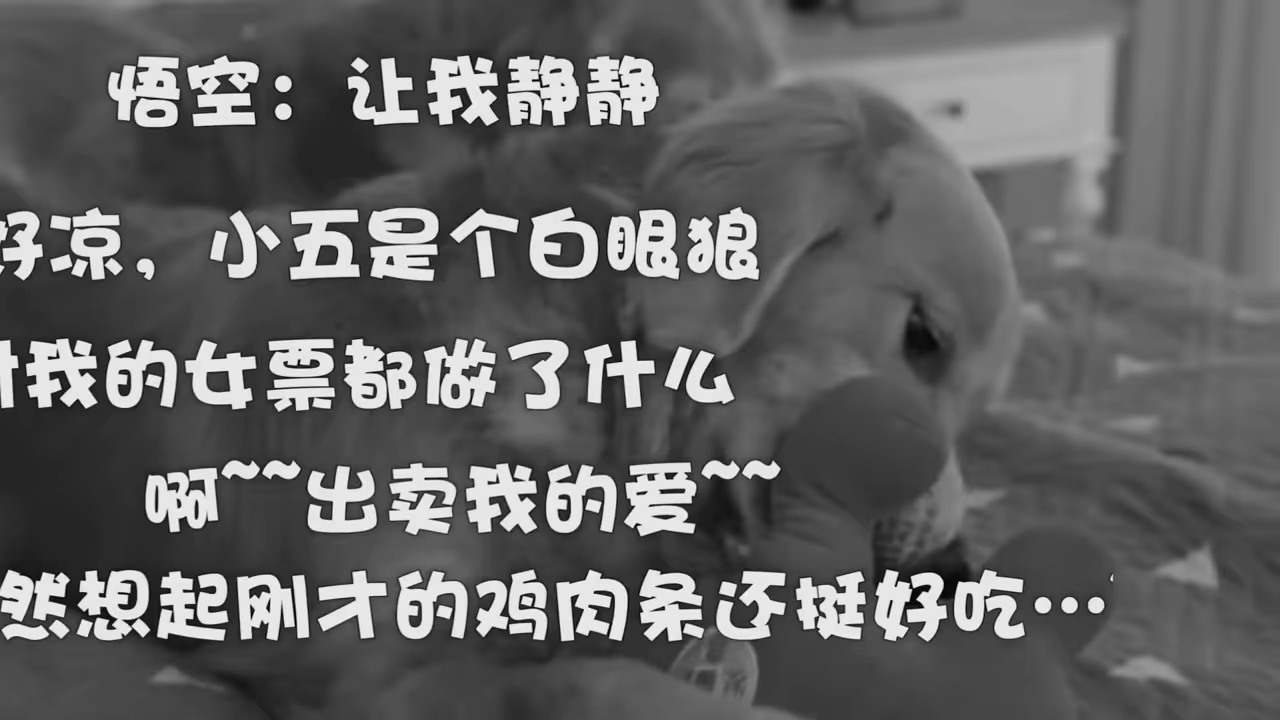 悟空：让我静静
好凉，小五是个白眼狼
对我的女票都做了什么
啊~~出卖我的爱~~
然想起刚才的鸡肉条还挺好吃…